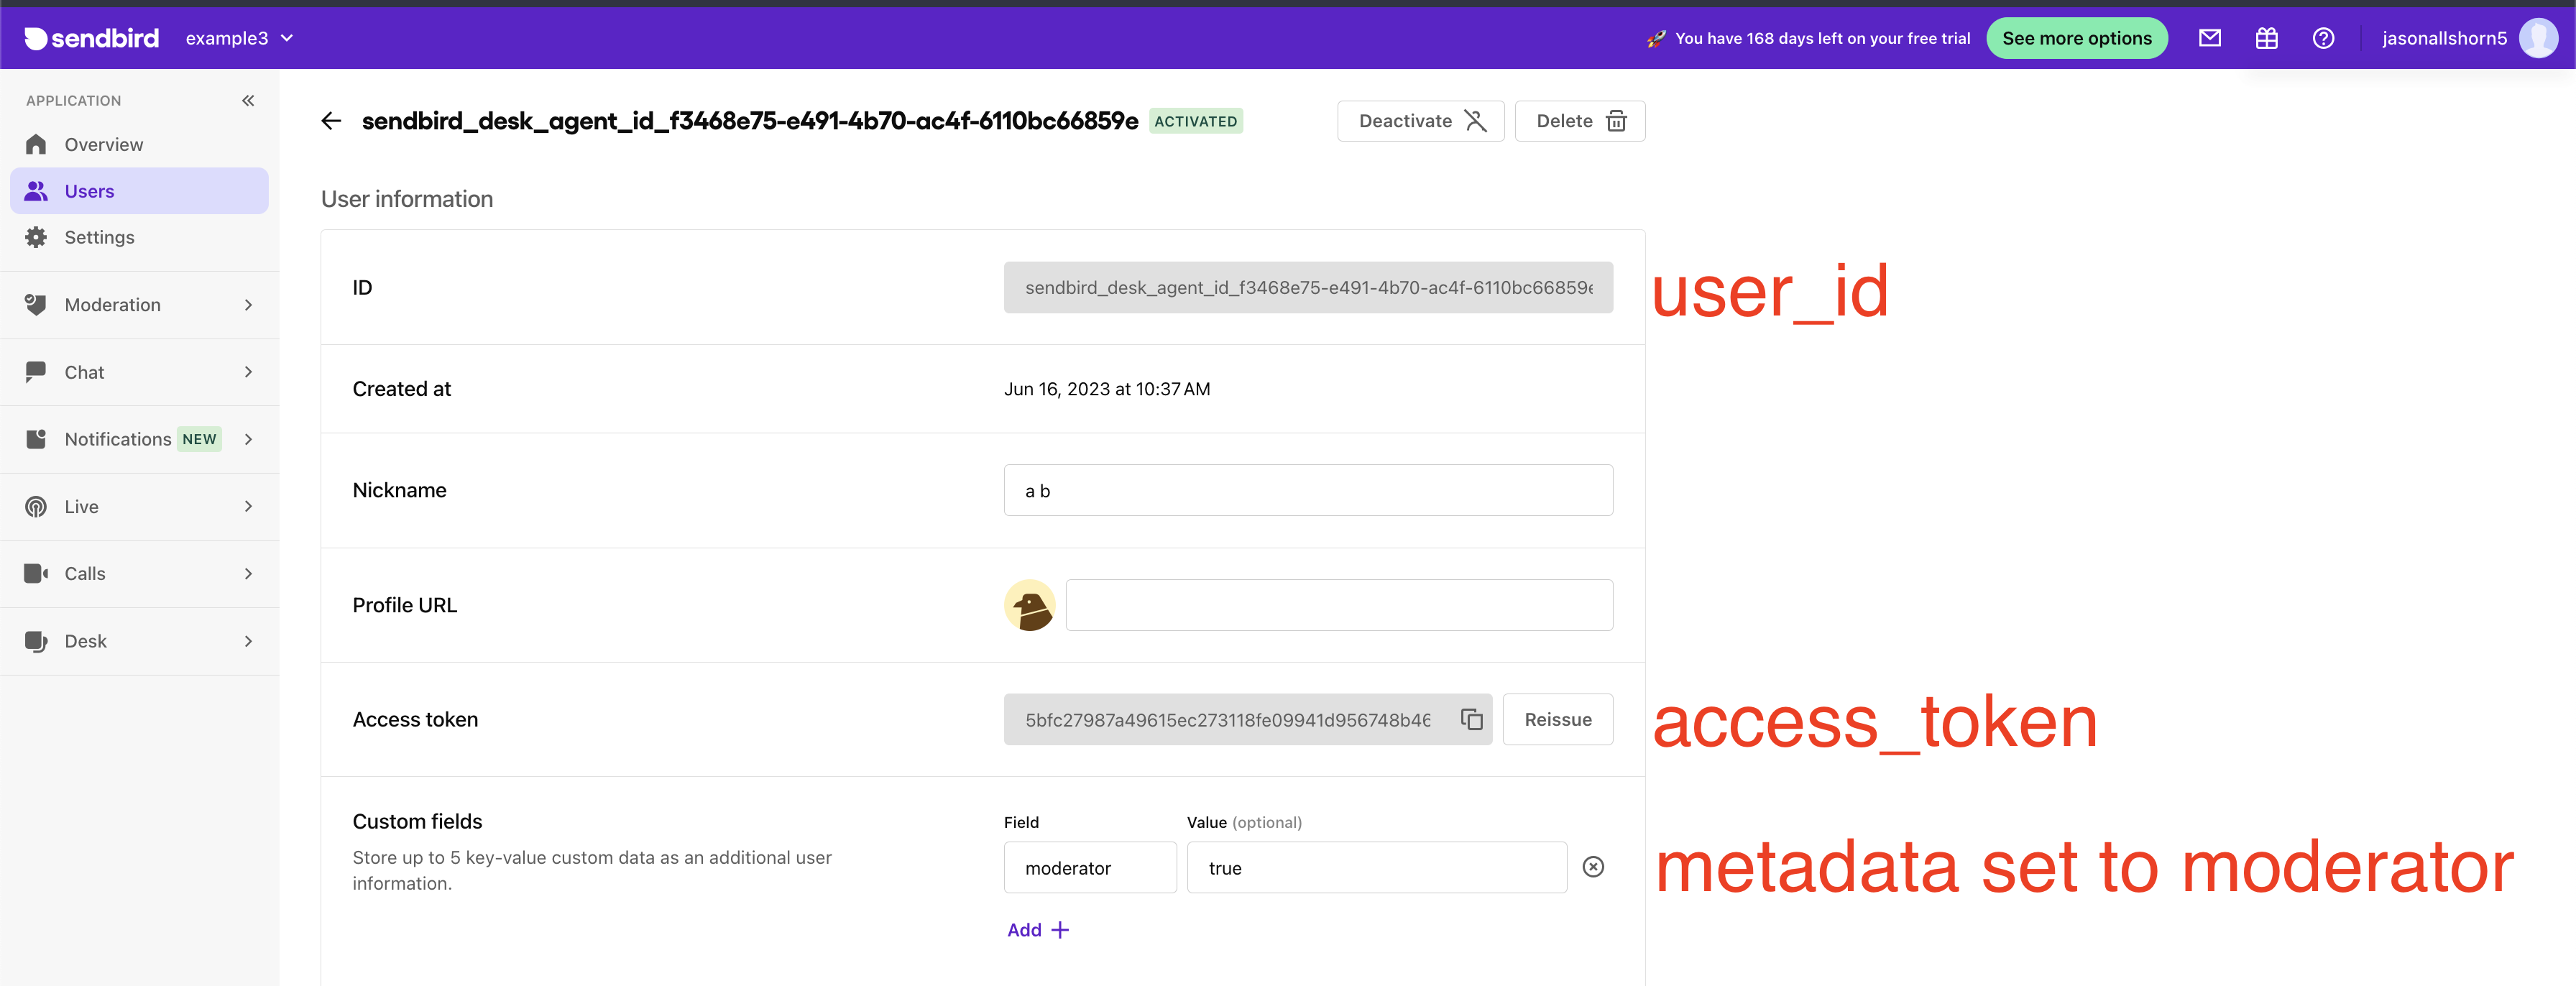 sendbird example3
🚀 You have 168 days left on your free trial See more options jasonallshorn5
APPLICATION
Overview
Users
Settings
Moderation
Chat
Notifications NEW
Live
Calls
Desk
sendbird_desk_agent_id_f3468e75-e491-4b70-ac4f-6110bc66859e ACTIVATED
Deactivate
Delete
User information
ID
sendbird_desk_agent_id_f3468e75-e491-4b70-ac4f-6110bc66859e
user_id
Created at
Jun 16, 2023 at 10:37 AM
Nickname
a b
Profile URL
Access token
5bfc27987a49615ec273118fe09941d956748b46
Reissue
access_token
Custom fields
Store up to 5 key-value custom data as an additional user
information.
Field
Value (optional)
moderator
true
metadata set to moderator
Add +